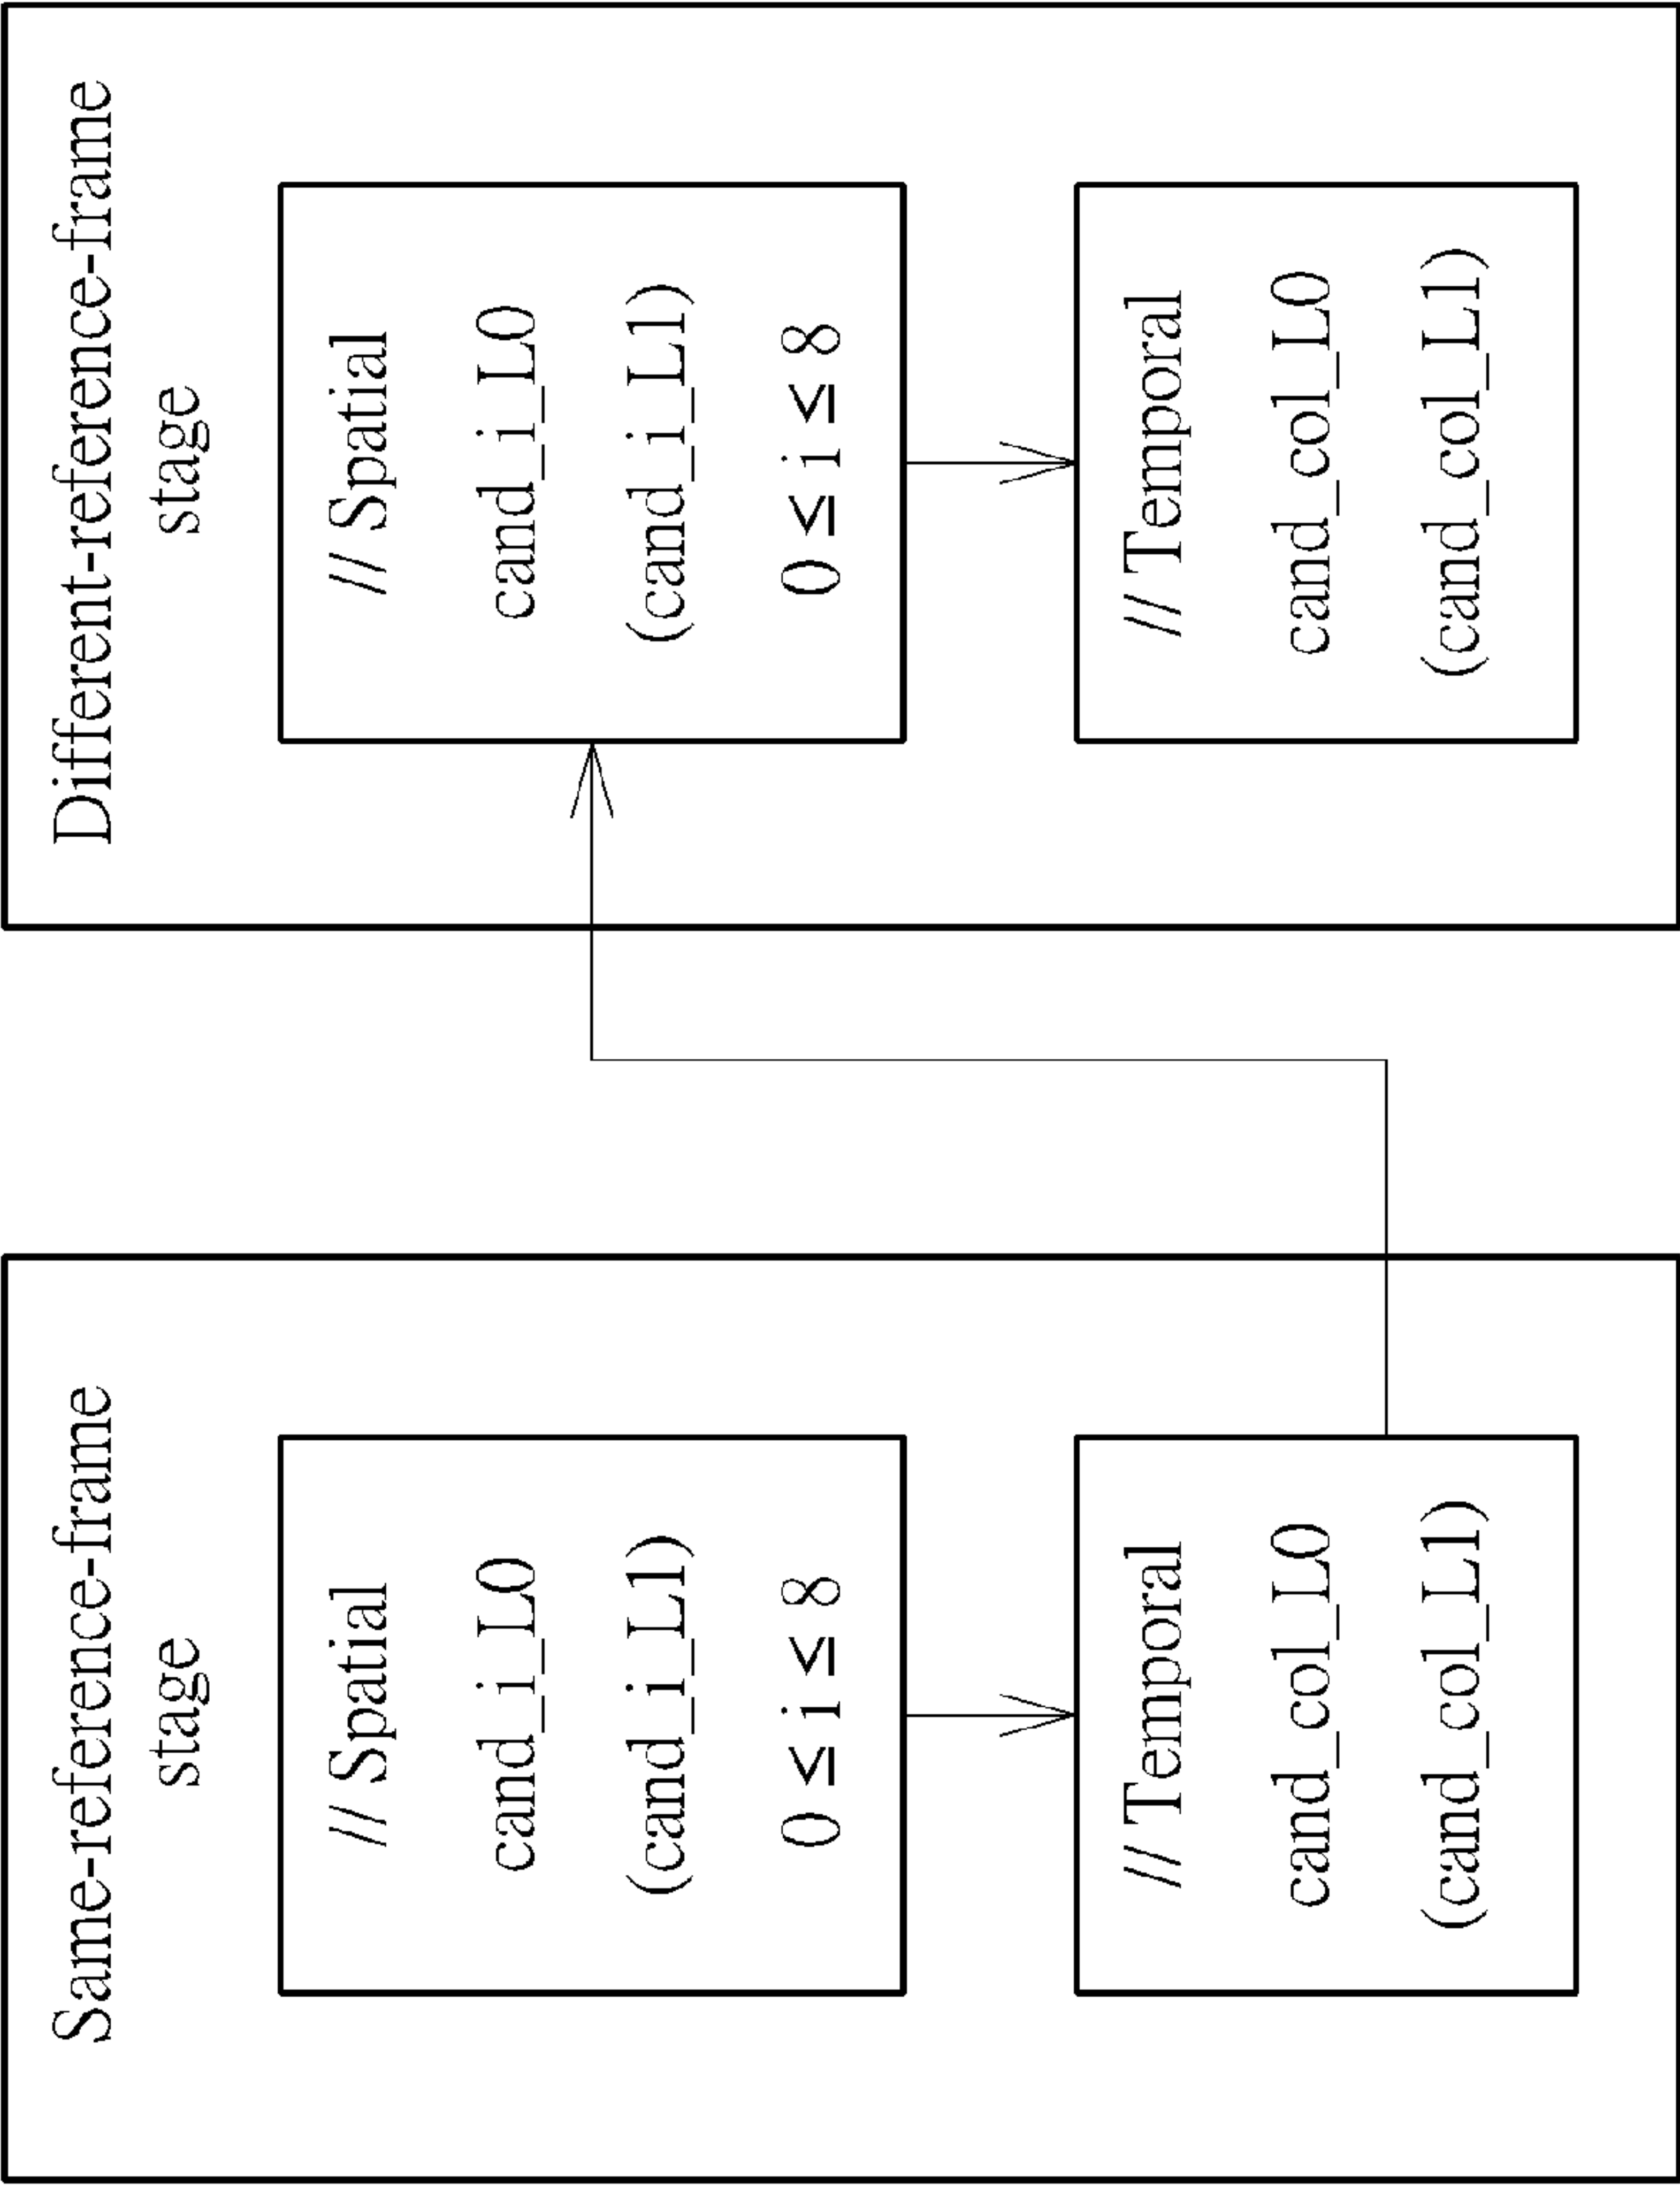 Same-reference-frame
stage
// Spatial
cand_i_L0
(cand_i_L1)
0 ≤ i ≤ 8
// Temporal
cand_col_L0
(cand_col_L1)
Different-reference-frame
stage
// Spatial
cand_i_L0
(cand_i_L1)
0 ≤ i ≤ 8
// Temporal
cand_col_L0
(cand_col_L1)